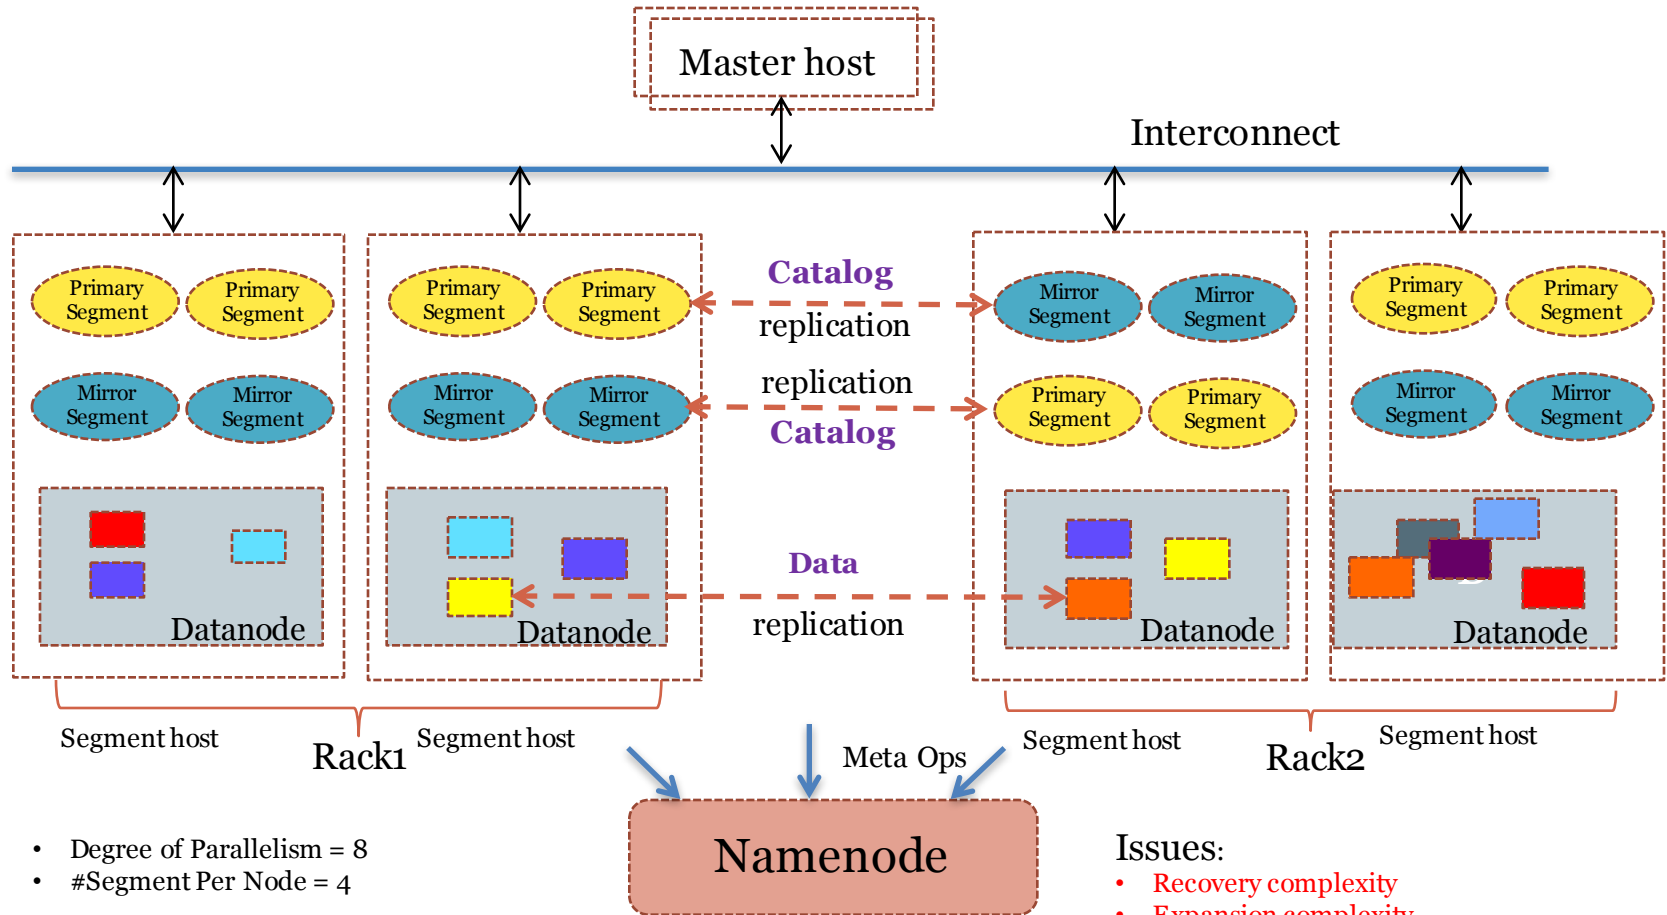 Master host
Interconnect
Primary
Segment
Primary
Segment
Mirror
Segment
Mirror
Segment
Datanode
Primary
Segment
Primary
Segment
Mirror
Segment
Mirror
Segment
Datanode
Catalog
replication
replication
Catalog
Data
replication
Mirror
Segment
Mirror
Segment
Primary
Segment
Primary
Segment
Datanode
Primary
Segment
Primary
Segment
Mirror
Segment
Mirror
Segment
Datanode
Segment host
Rack1
Segment host
Meta Ops
Segment host
Rack2
Segment host
Namenode
• Degree of Parallelism = 8
• #Segment Per Node = 4
Issues:
• Recovery complexity
• Expansion complexity